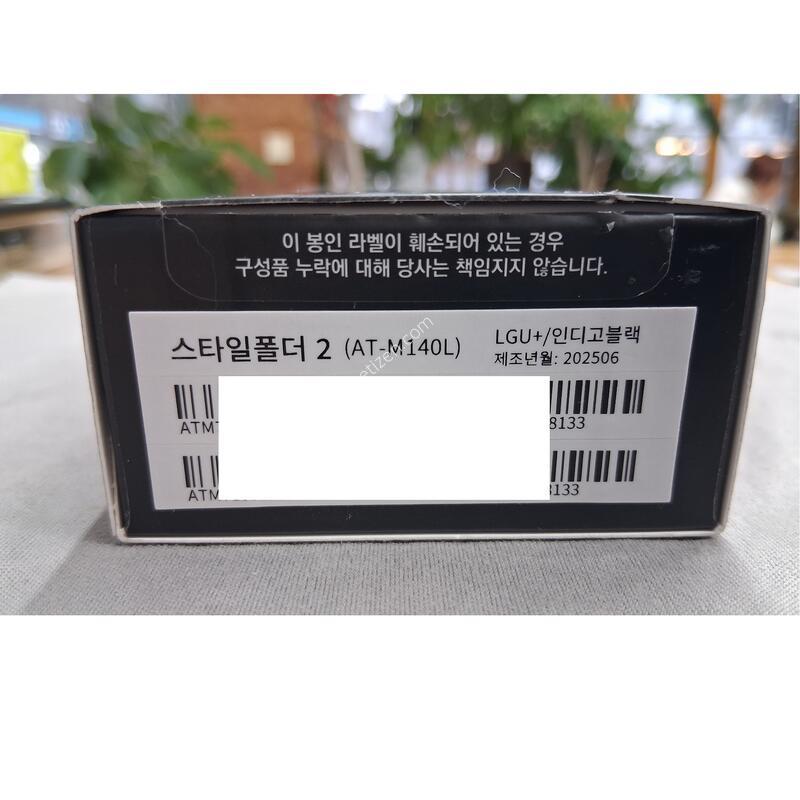 이 봉인 라벨이 훼손되어 있는 경우
구성품 누락에 대해 당사는 책임지지 않습니다.
스타일폴더 2 (AT-M140L)
LGU+/인디고블랙
제조년월: 202506
ATM
8133
ATM
3133